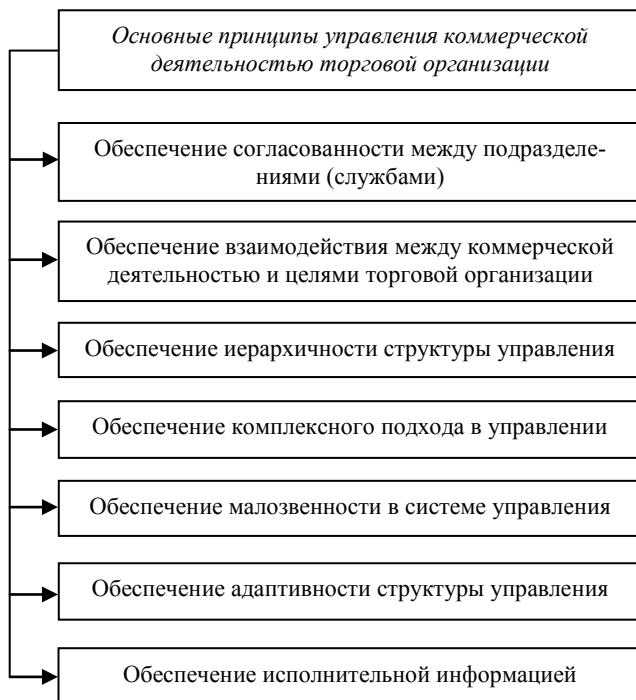 Основные принципы управления коммерческой
деятельностью торговой организации
Обеспечение согласованности между подразделе-
ниями (службами)
Обеспечение взаимодействия между коммерческой
деятельностью и целями торговой организации
Обеспечение иерархичности структуры управления
Обеспечение комплексного подхода в управлении
Обеспечение малозвенности в системе управления
Обеспечение адаптивности структуры управления
Обеспечение исполнительной информацией